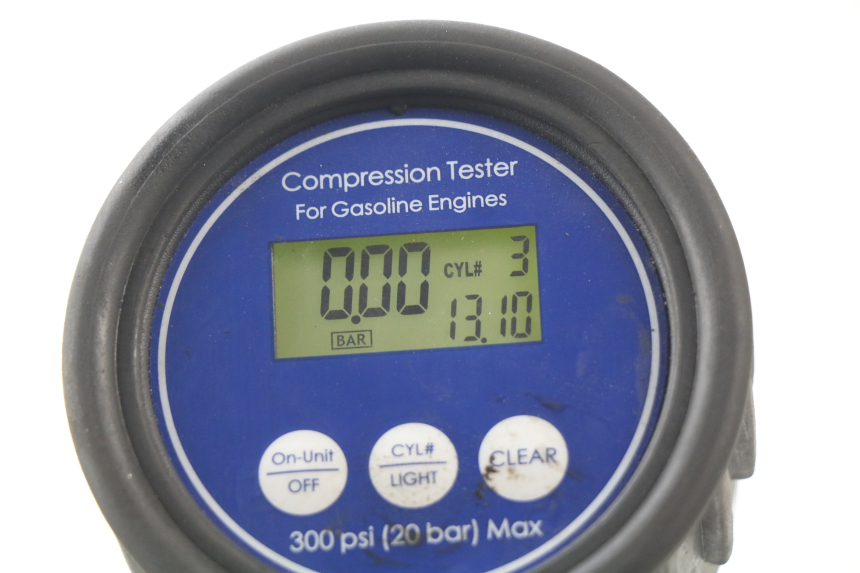 Compression Tester
For Gasoline Engines
0.00 CYL# 3
BAR 13.10
On-Unit
OFF
CYL#
LIGHT
CLEAR
300 psi (20 bar) Max